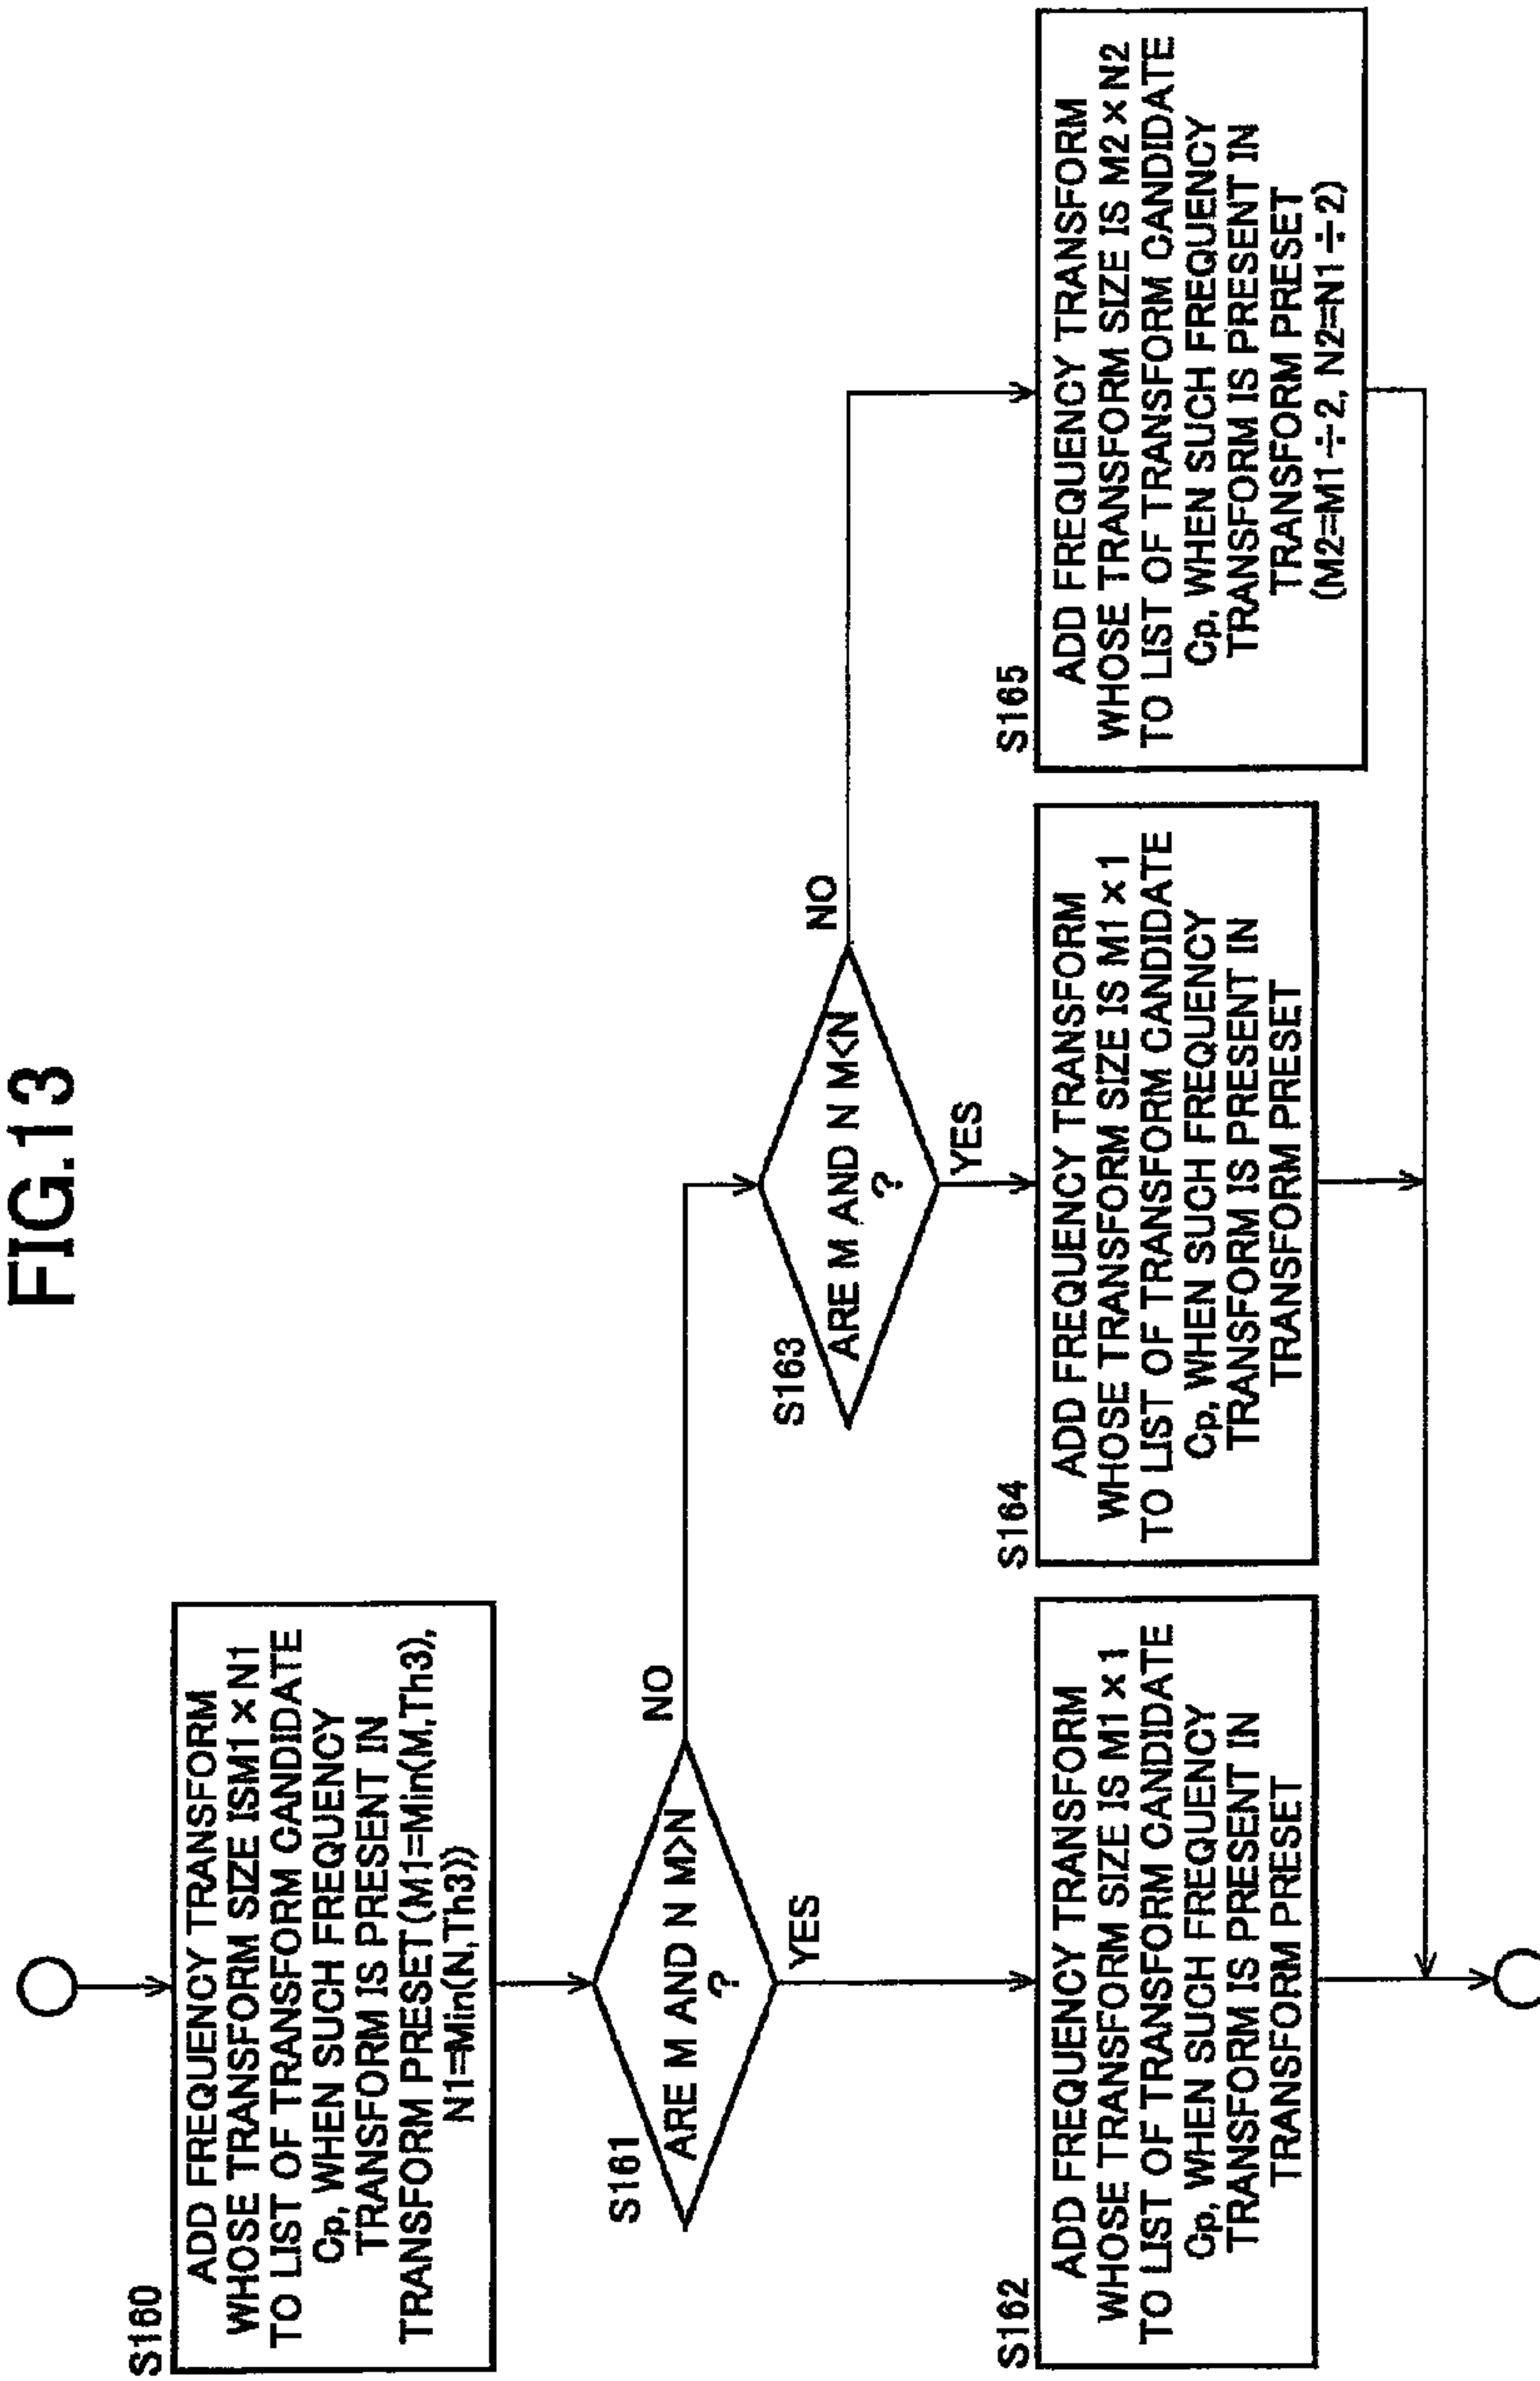 FIG.13
S160
ADD FREQUENCY TRANSFORM
WHOSE TRANSFORM SIZE ISM1×N1
TO LIST OF TRANSFORM CANDIDATE
Cp, WHEN SUCH FREQUENCY
TRANSFORM IS PRESENT IN
TRANSFORM PRESET(M1=Min(M,Th3),
N1=Min(N,Th3))
S161
ARE M AND N M>N
?
NO
YES
S163
ARE M AND N M<N
?
NO
YES
S162
ADD FREQUENCY TRANSFORM
WHOSE TRANSFORM SIZE IS M1×1
TO LIST OF TRANSFORM CANDIDATE
Cp, WHEN SUCH FREQUENCY
TRANSFORM IS PRESENT IN
TRANSFORM PRESET
S164
ADD FREQUENCY TRANSFORM
WHOSE TRANSFORM SIZE IS M1×1
TO LIST OF TRANSFORM CANDIDATE
Cp, WHEN SUCH FREQUENCY
TRANSFORM IS PRESENT IN
TRANSFORM PRESET
S165
ADD FREQUENCY TRANSFORM
WHOSE TRANSFORM SIZE IS M2×N2
TO LIST OF TRANSFORM CANDIDATE
Cp, WHEN SUCH FREQUENCY
TRANSFORM IS PRESENT IN
TRANSFORM PRESET
(M2=M1÷2, N2=N1÷2)